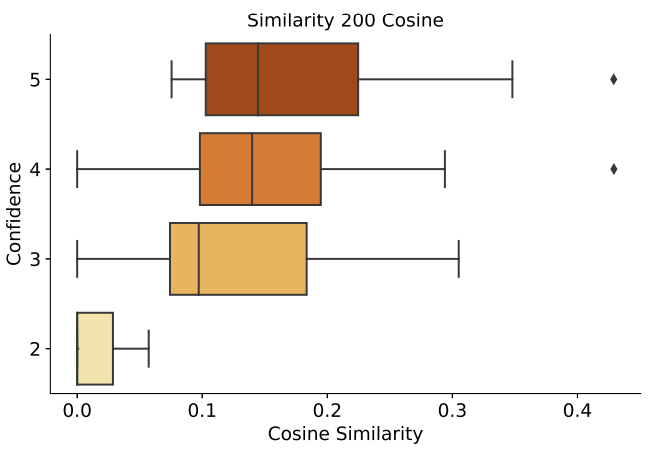 Similarity 200 Cosine
Confidence
5
4
3
2
0.0 0.1 0.2 0.3 0.4
Cosine Similarity